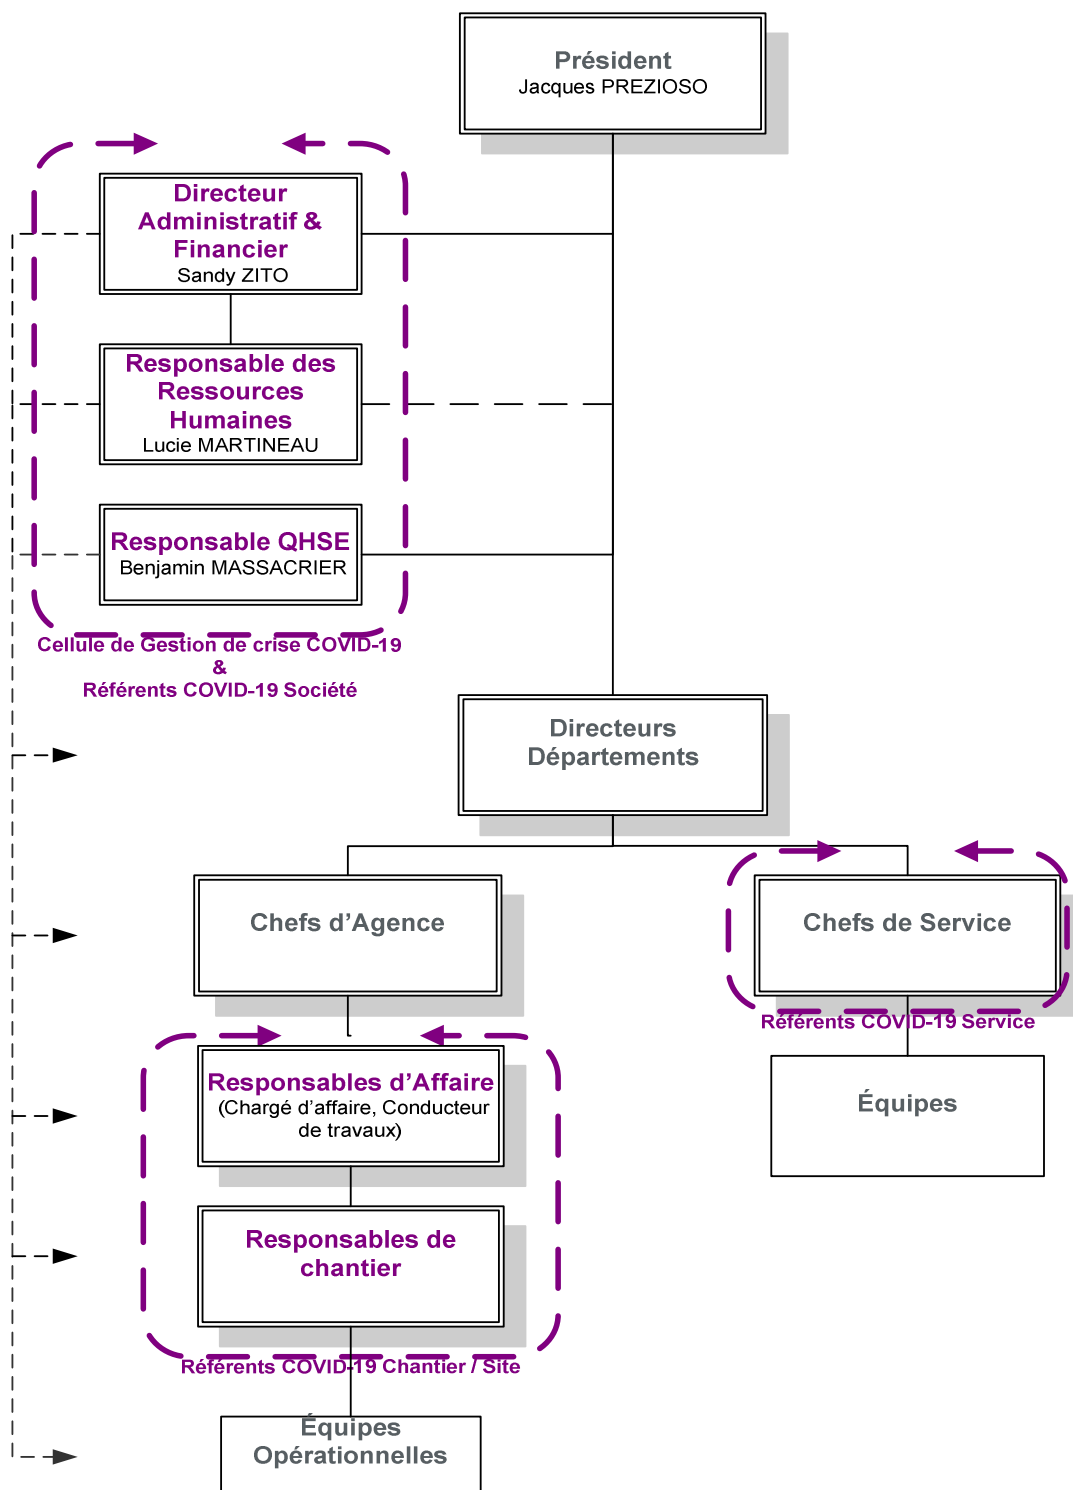 Président
Jacques PREZIOSO
Directeur
Administratif &
Financier
Sandy ZITO
Responsable des
Ressources
Humaines
Lucie MARTINEAU
Responsable QHSE
Benjamin MASSACRIER
Cellule de Gestion de crise COVID-19
&
Référents COVID-19 Société
Directeurs
Départements
Chefs d’Agence
Chefs de Service
Référents COVID-19 Service
Responsables d’Affaire
(Chargé d’affaire, Conducteur
de travaux)
Équipes
Responsables de
chantier
Référents COVID-19 Chantier / Site
Équipes
Opérationnelles